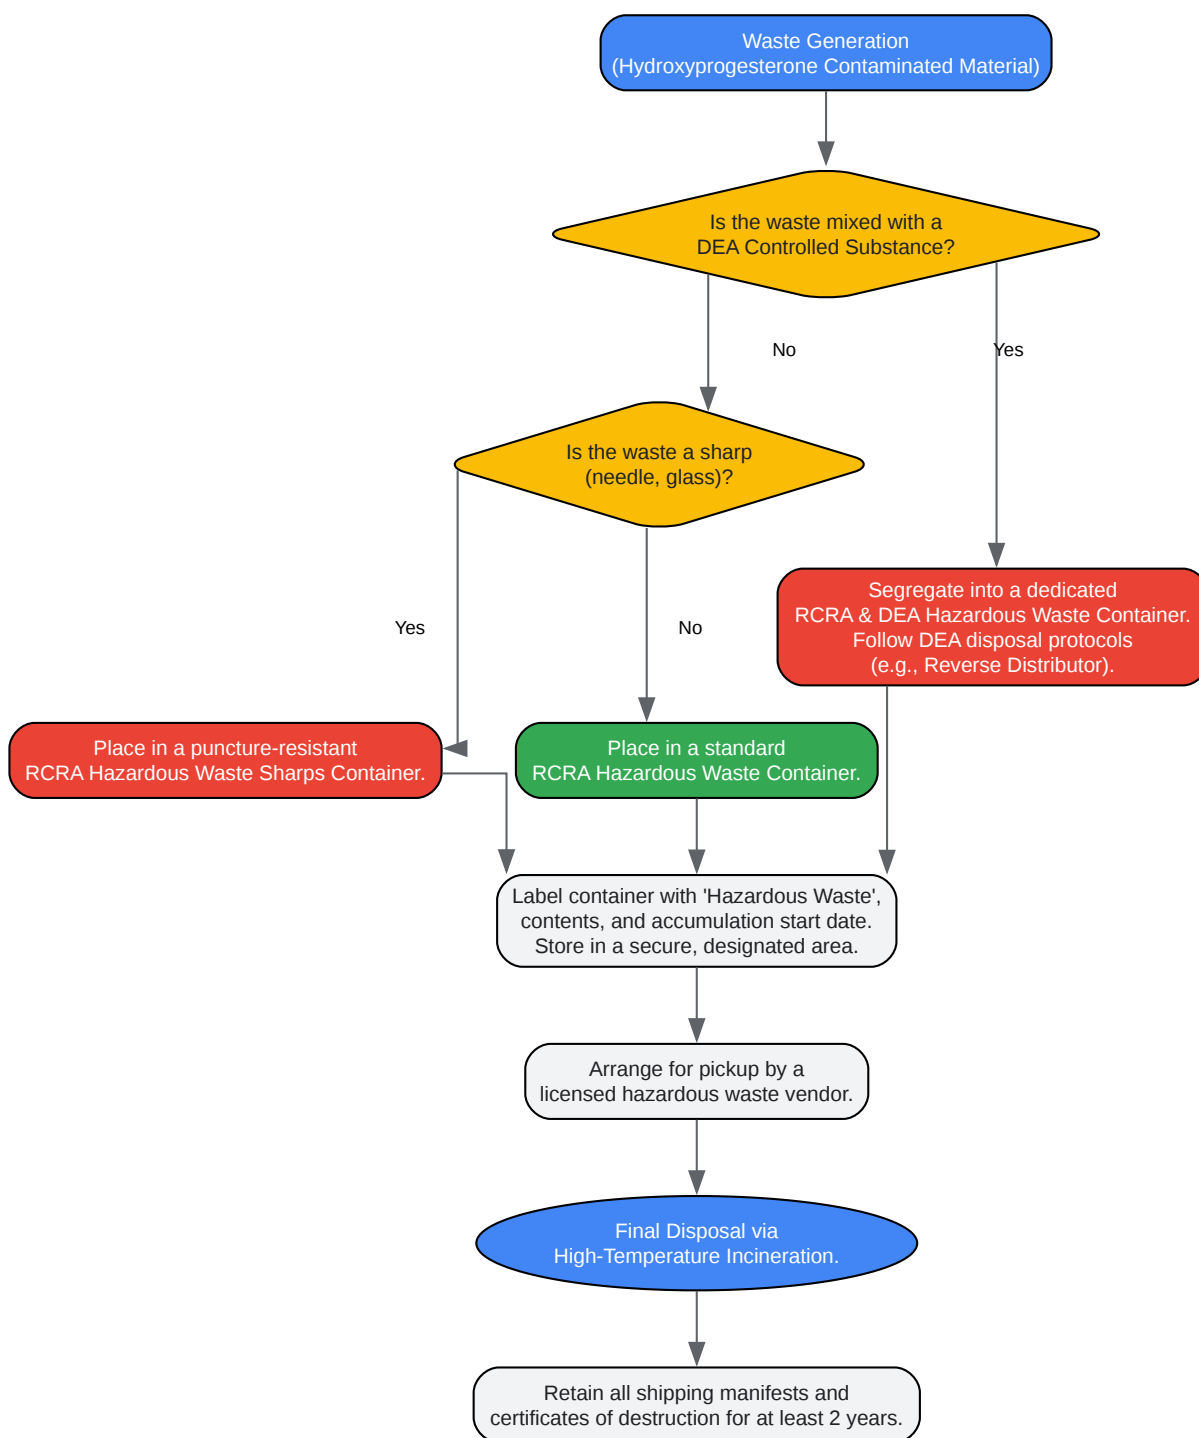 Waste Generation
(Hydroxyprogesterone Contaminated Material)
Is the waste mixed with a
DEA Controlled Substance?
No
Yes
Is the waste a sharp
(needle, glass)?
Segregate into a dedicated
RCRA & DEA Hazardous Waste Container.
Follow DEA disposal protocols
(e.g., Reverse Distributor).
Yes
No
Place in a puncture-resistant
RCRA Hazardous Waste Sharps Container.
Place in a standard
RCRA Hazardous Waste Container.
Label container with 'Hazardous Waste',
contents, and accumulation start date.
Store in a secure, designated area.
Arrange for pickup by a
licensed hazardous waste vendor.
Final Disposal via
High-Temperature Incineration.
Retain all shipping manifests and
certificates of destruction for at least 2 years.